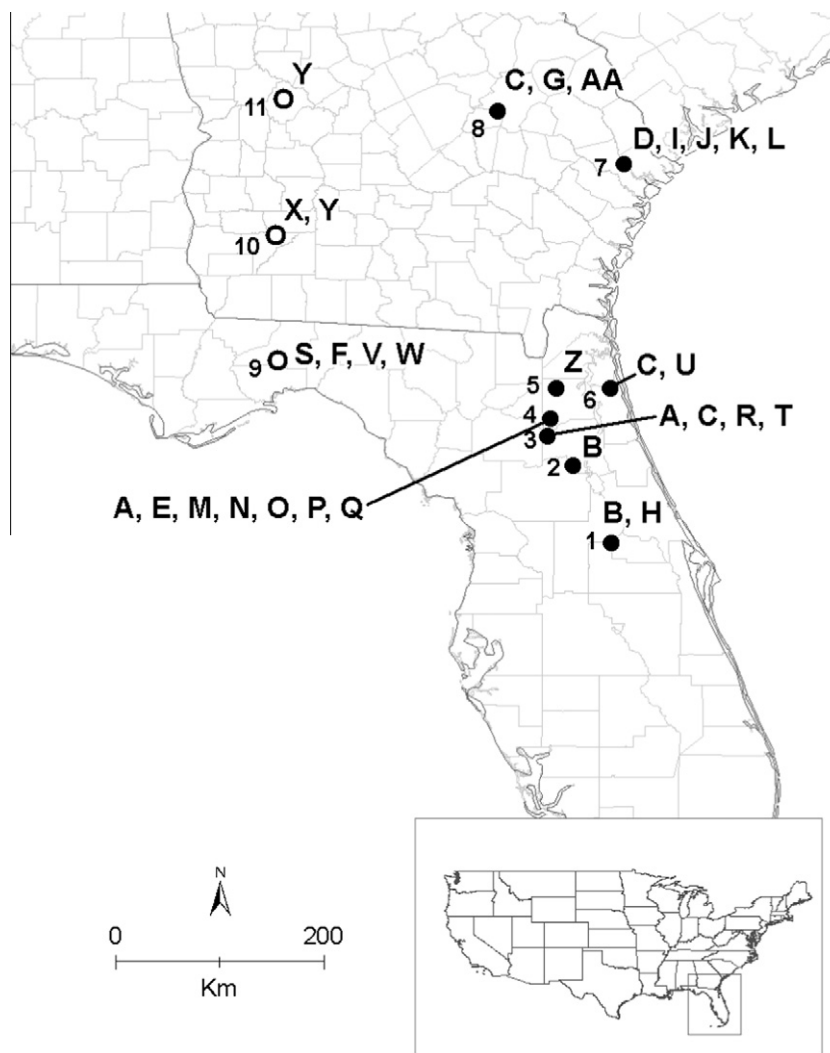 Y
11
C, G, AA
8
D, I, J, K, L
7
X, Y
10
9
S, F, V, W
Z
5
C, U
6
4
A, C, R, T
3
B
2
A, E, M, N, O, P, Q
B, H
1
N
0
200
Km